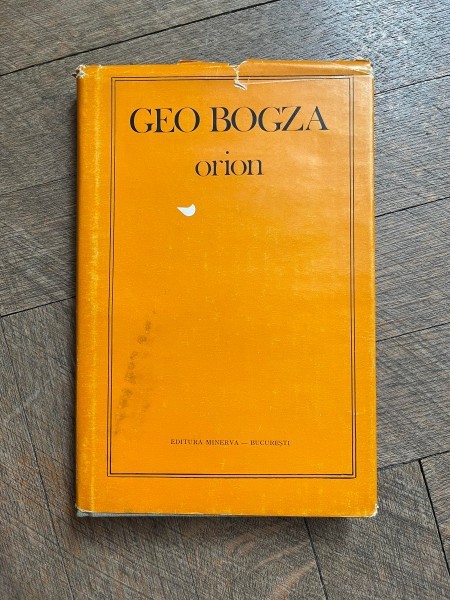 GEO BOGZA
orion
EDITURA MINERVA — BUCUREȘTI